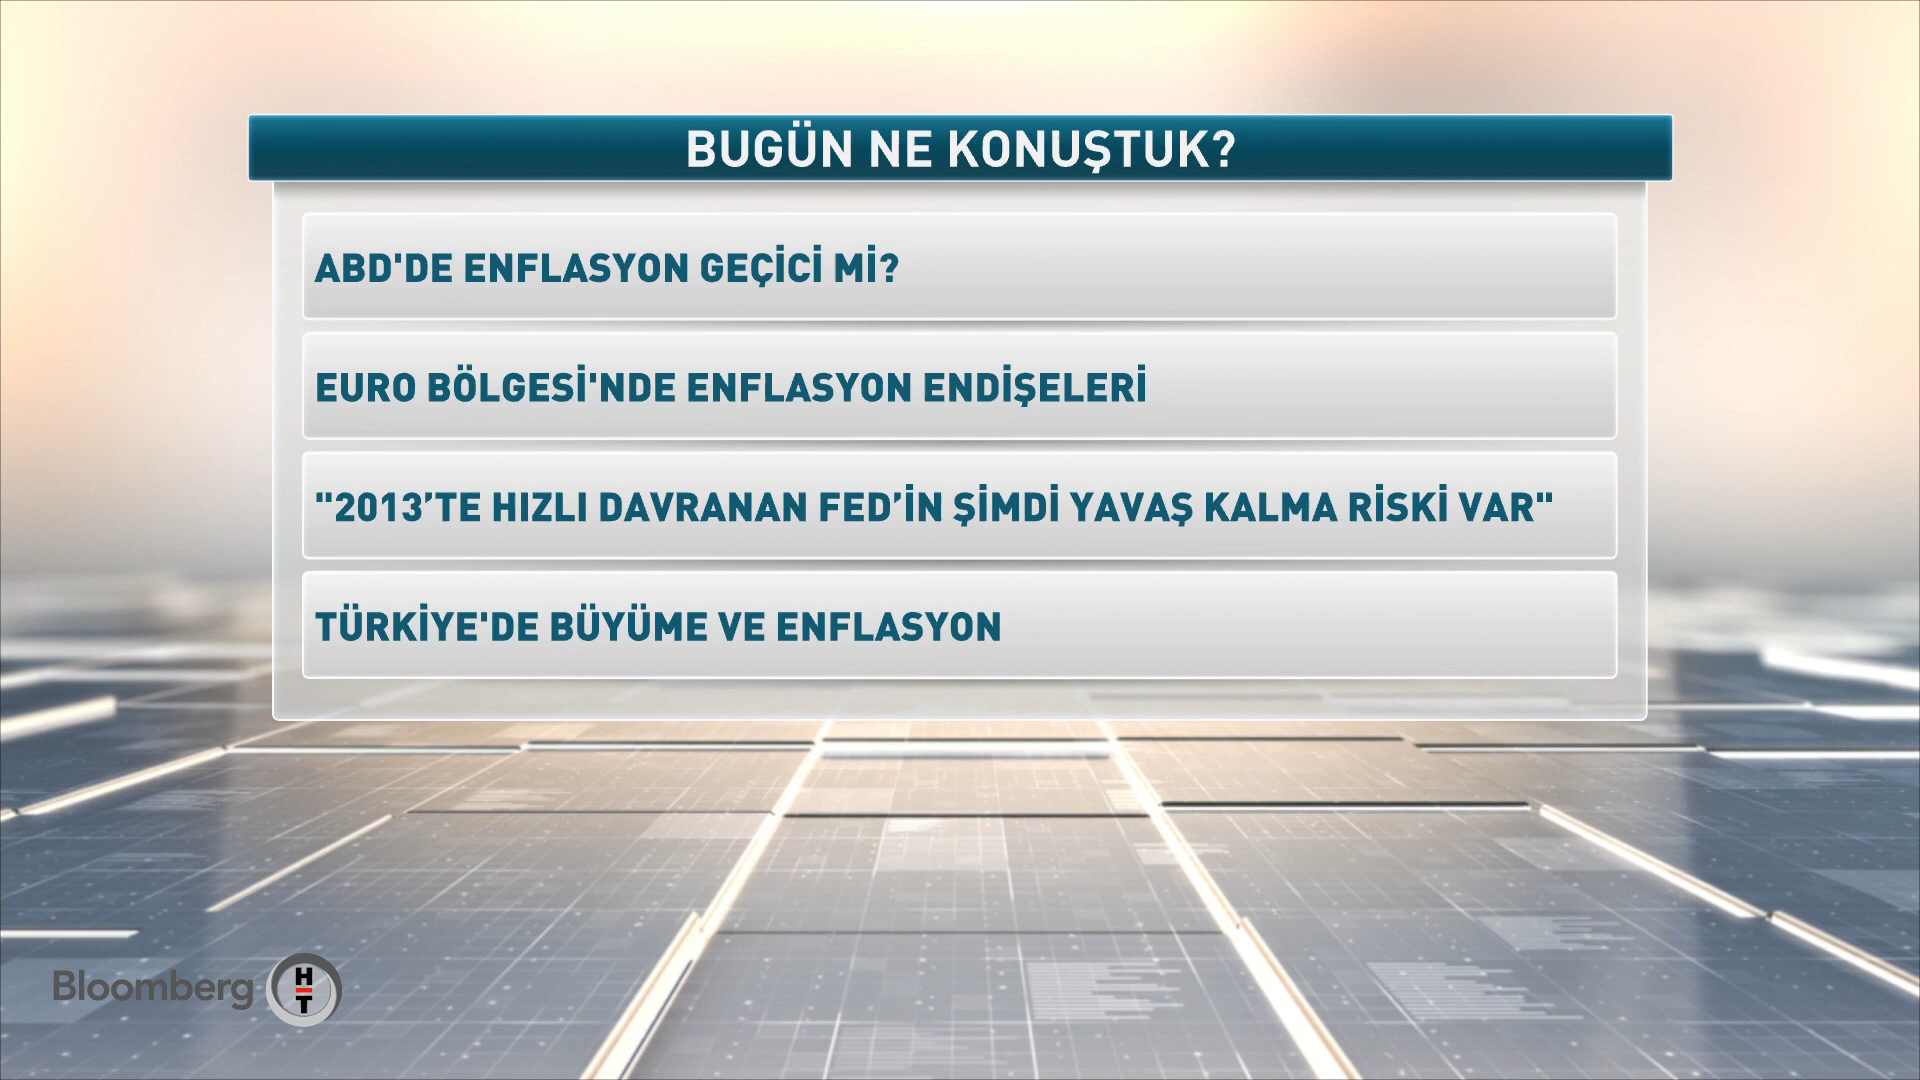 BUGÜN NE KONUŞTUK?
ABD'DE ENFLASYON GEÇİCİ Mİ?
EURO BÖLGESİ'NDE ENFLASYON ENDİŞELERİ
"2013’TE HIZLI DAVRANAN FED’İN ŞİMDİ YAVAŞ KALMA RİSKİ VAR"
TÜRKİYE'DE BÜYÜME VE ENFLASYON
Bloomberg HT